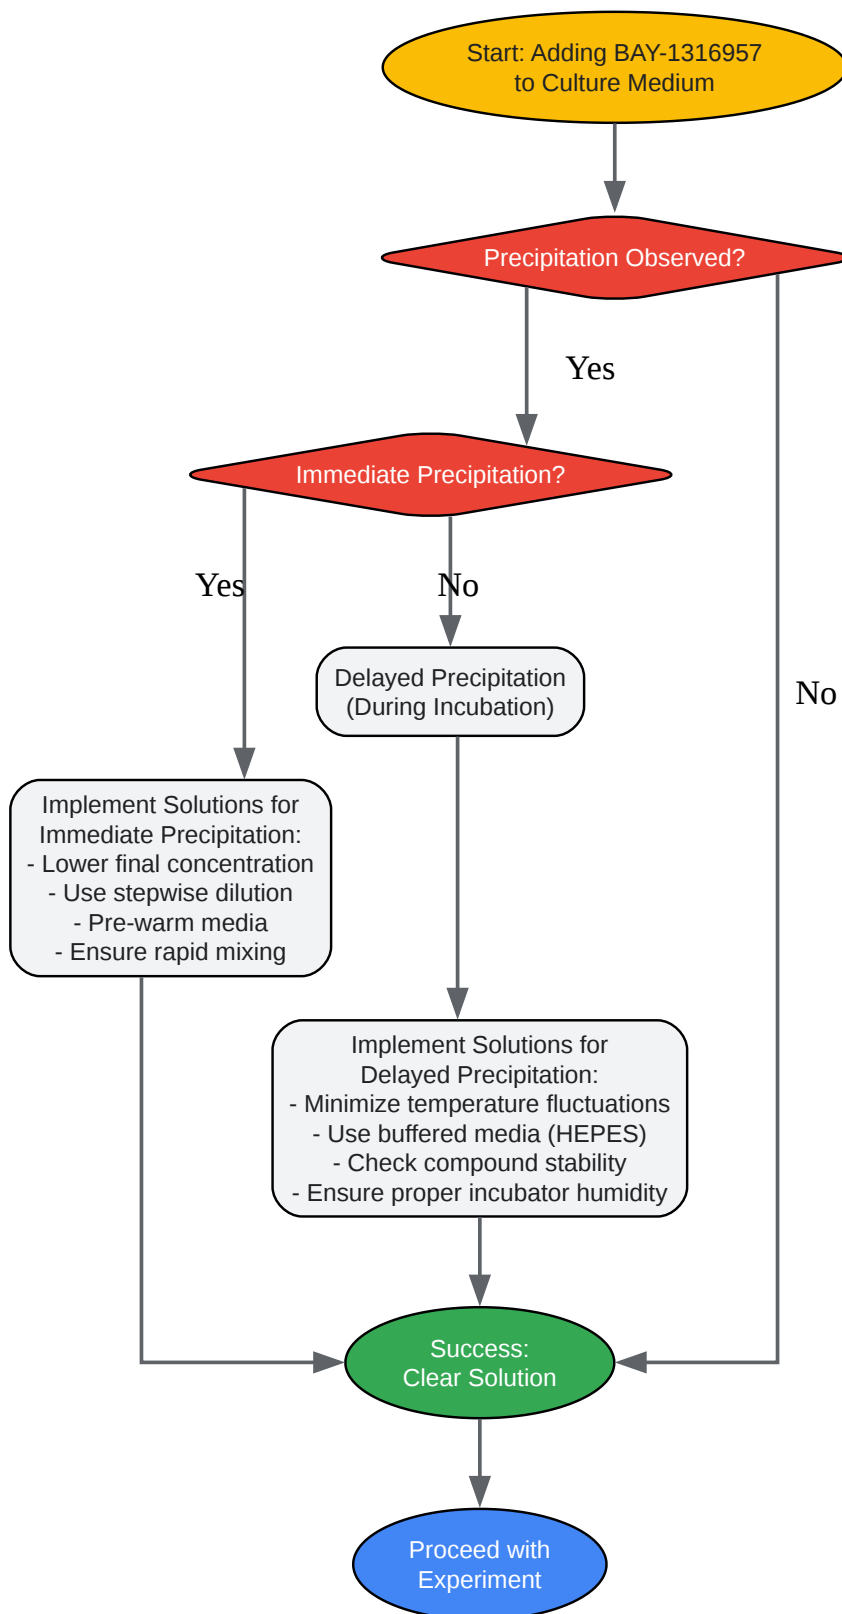 Start: Adding BAY-1316957
to Culture Medium
Precipitation Observed?
Yes
Immediate Precipitation?
Yes
No
Delayed Precipitation
(During Incubation)
No
Implement Solutions for
Immediate Precipitation:
- Lower final concentration
- Use stepwise dilution
- Pre-warm media
- Ensure rapid mixing
Implement Solutions for
Delayed Precipitation:
- Minimize temperature fluctuations
- Use buffered media (HEPES)
- Check compound stability
- Ensure proper incubator humidity
Success:
Clear Solution
Proceed with
Experiment